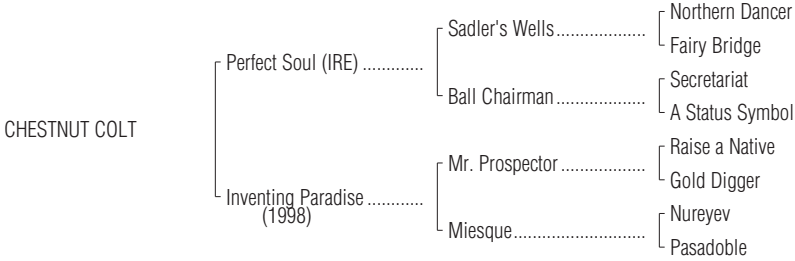 Northern Dancer
Sadler's Wells...................
Fairy Bridge
Perfect Soul (IRE) .............
Secretariat
Ball Chairman ...................
A Status Symbol
CHESTNUT COLT
Raise a Native
Mr. Prospector ..................
Gold Digger
Inventing Paradise ............
(1998)
Nureyev
Miesque............................
Pasadoble